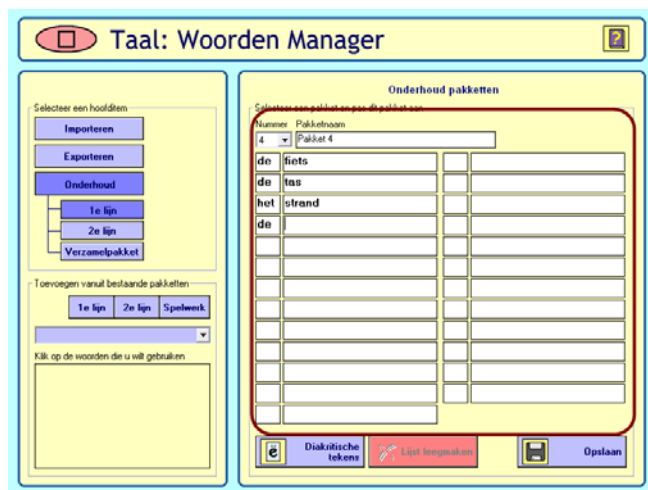 Taal: Woorden Manager
Selecteer een hoofditem
Importeren
Exporteren
Onderhoud
1e lijn
2e lijn
Verzamelpakket
Toevoegen vanuit bestaande pakketten
1e lijn 2e lijn Spelwerk
Klik op de woorden die u wilt gebruiken
Onderhoud pakketten
Selecteer een pakket en pas dit pakket aan
Nummer Pakketnaam
4 Pakket 4
de fiets
de tas
het strand
de
ë Diakritische tekens
Lijst leegmaken
Opslaan